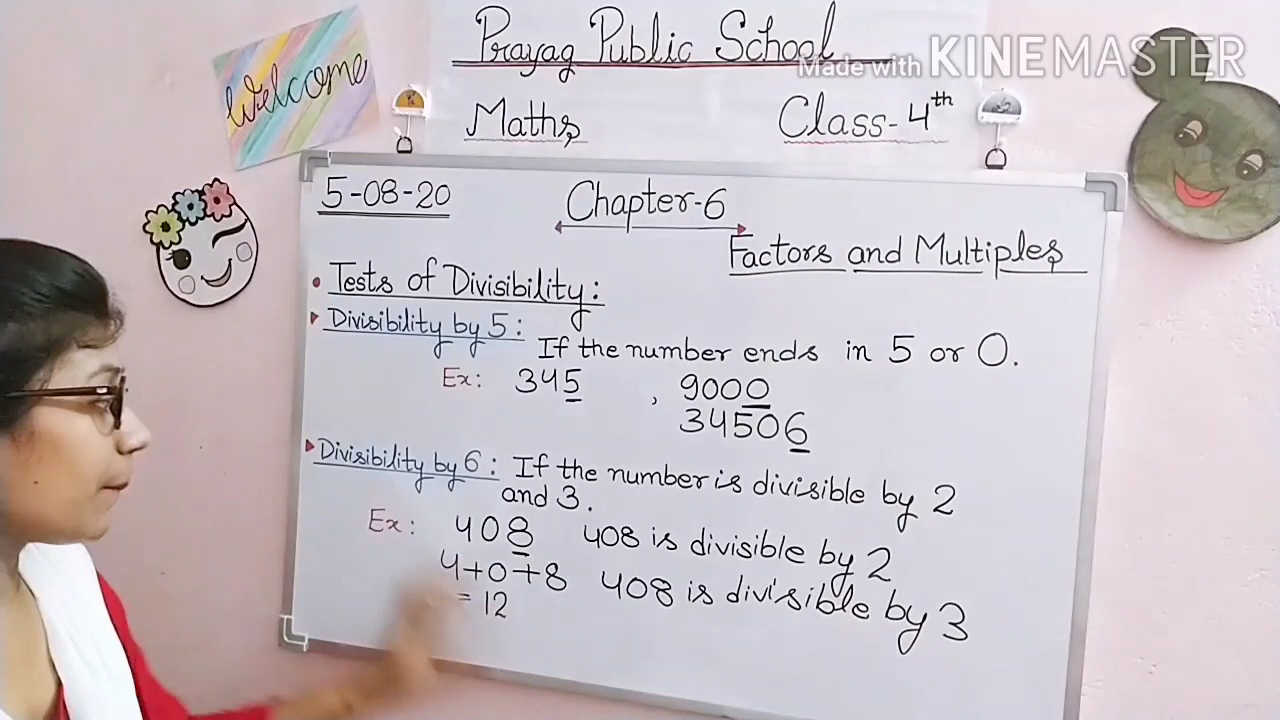 Welcome
Prayag Public School
Made with KINEMASTER
Maths
Class-4th
5-08-20
Chapter-6
Factors and Multiples
• Tests of Divisibility:
Divisibility by 5: If the number ends in 5 or 0.
Ex: 345 , 9000
34506
Divisibility by 6: If the number is divisible by 2
and 3.
Ex: 408 408 is divisible by 2
4+0+8 408 is divisible by 3
= 12